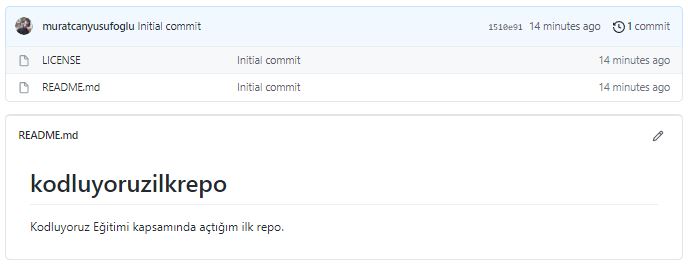 muratcanyusufoglu Initial commit 1510e91 14 minutes ago 1 commit
LICENSE Initial commit 14 minutes ago
README.md Initial commit 14 minutes ago
README.md
kodluyoruzilkrepo
Kodluyoruz Eğitimi kapsamında açtığım ilk repo.